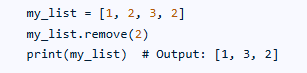 my_list = [1, 2, 3, 2]
my_list.remove(2)
print(my_list)  # Output: [1, 3, 2]